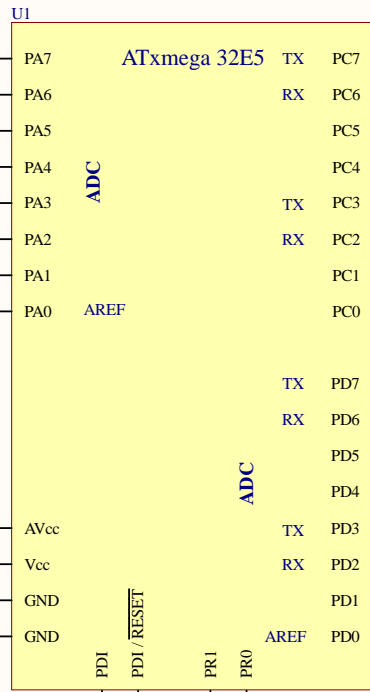 U1
ATxmega 32E5
PA7 TX PC7
PA6 RX PC6
PA5 PC5
PA4 PC4
ADC
PA3 TX PC3
PA2 RX PC2
PA1 PC1
PA0 AREF PC0
TX PD7
RX PD6
PD5
ADC
PD4
AVcc TX PD3
Vcc RX PD2
GND PD1
GND AREF PD0
PDI
PDI / RESET
PR1
PR0